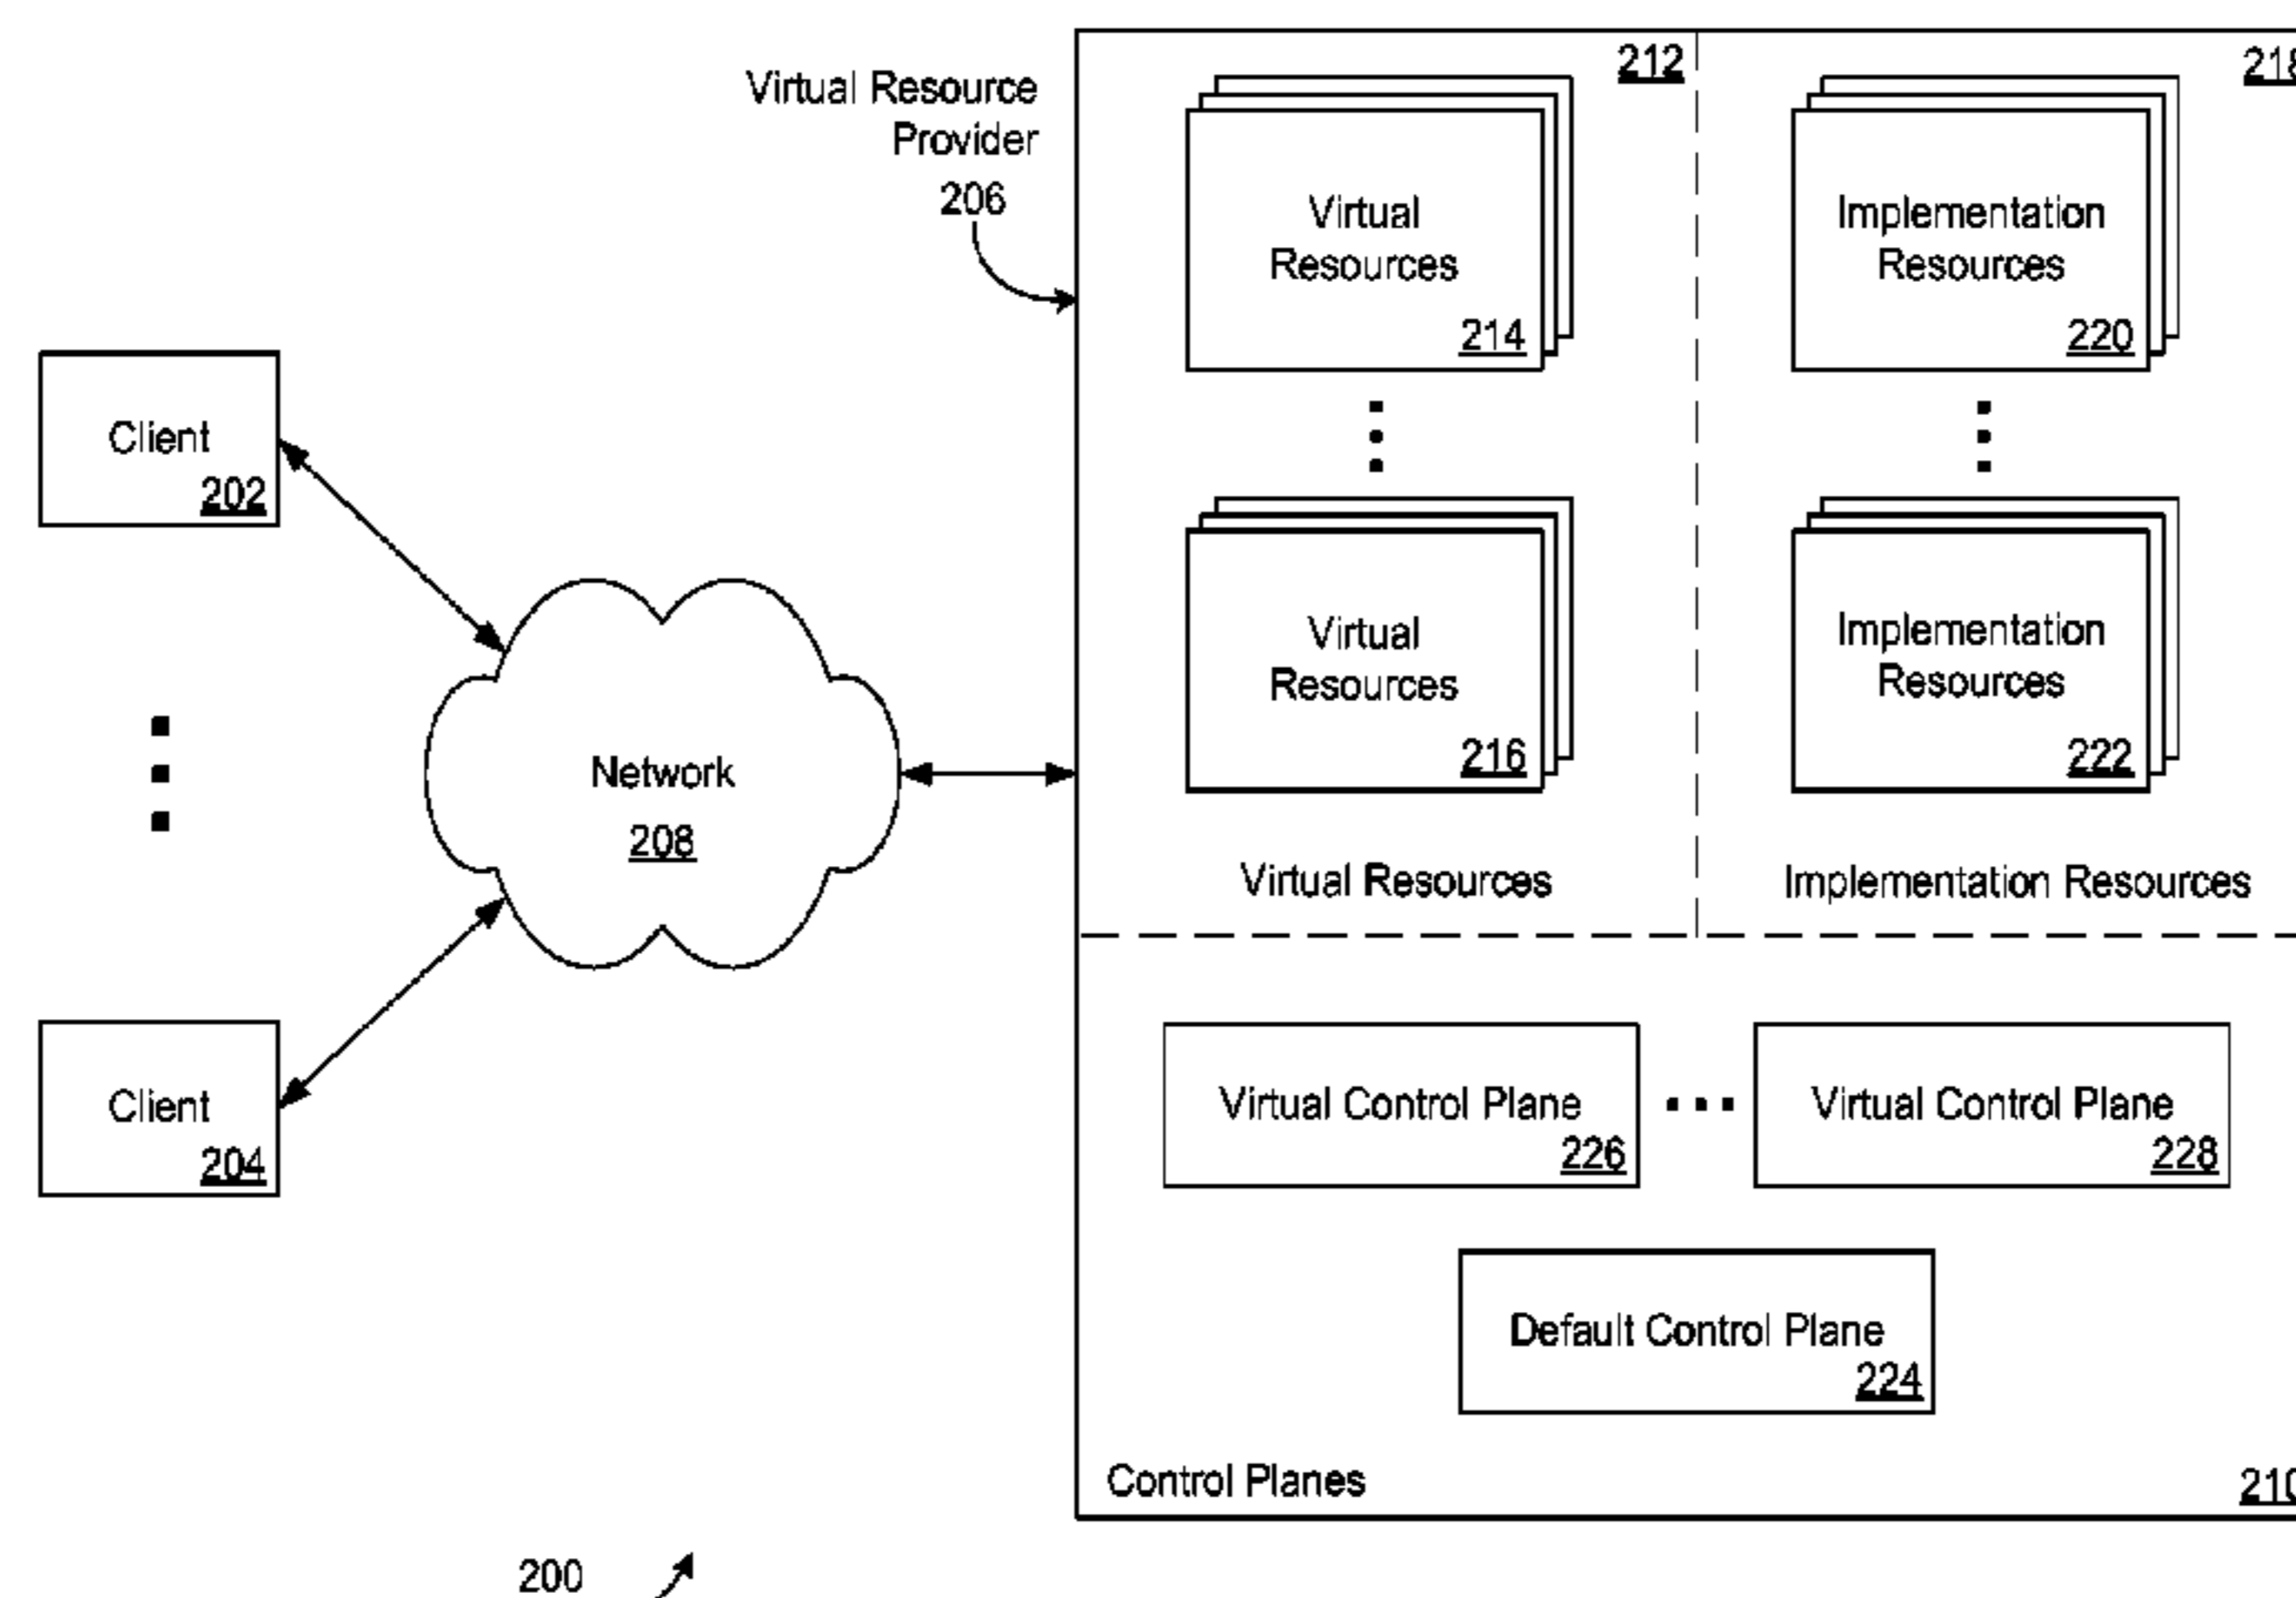 Virtual Resource
Provider
206
212
218
Virtual
Resources
214
Implementation
Resources
220
Client
202
Virtual
Resources
216
Implementation
Resources
222
Network
208
Virtual Resources
Implementation Resources
Client
204
Virtual Control Plane
226
Virtual Control Plane
228
Default Control Plane
224
Control Planes
210
200